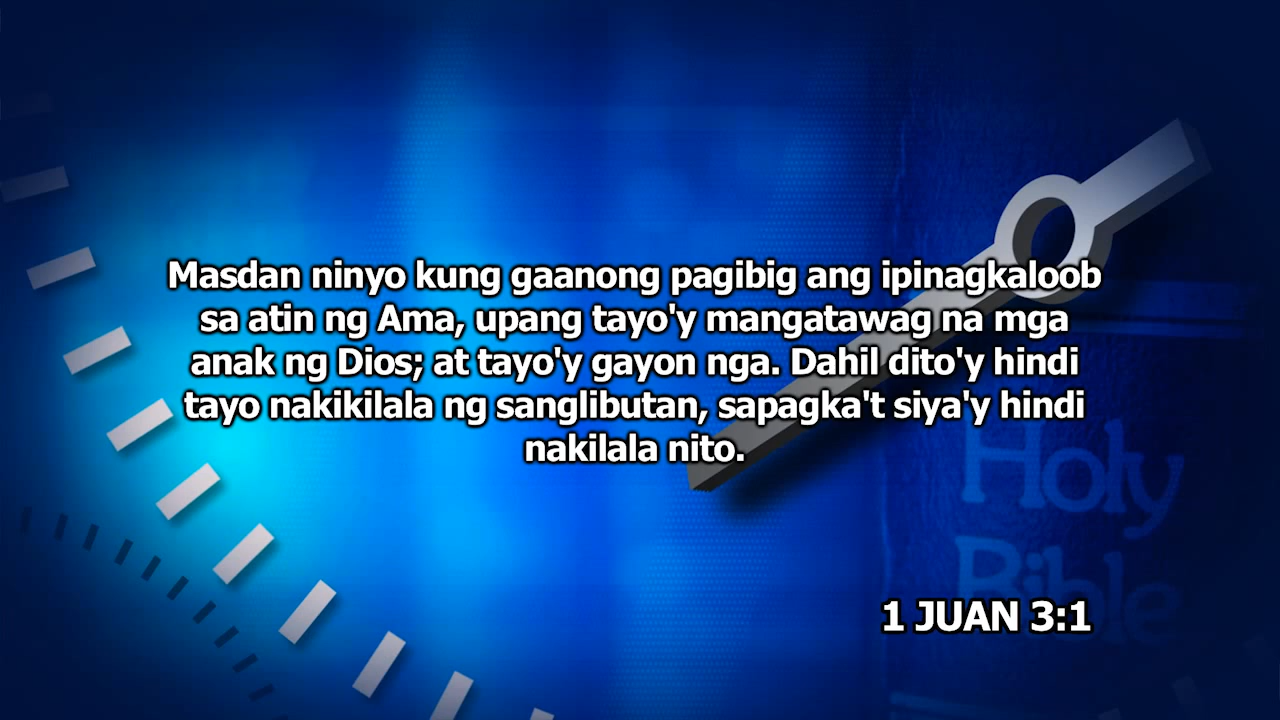 Masdan ninyo kung gaanong pagibig ang ipinagkaloob
sa atin ng Ama, upang tayo'y mangatawag na mga
anak ng Dios; at tayo'y gayon nga. Dahil dito'y hindi
tayo nakikilala ng sanglibutan, sapagka't siya'y hindi
nakilala nito.
Holy
Bible
1 JUAN 3:1